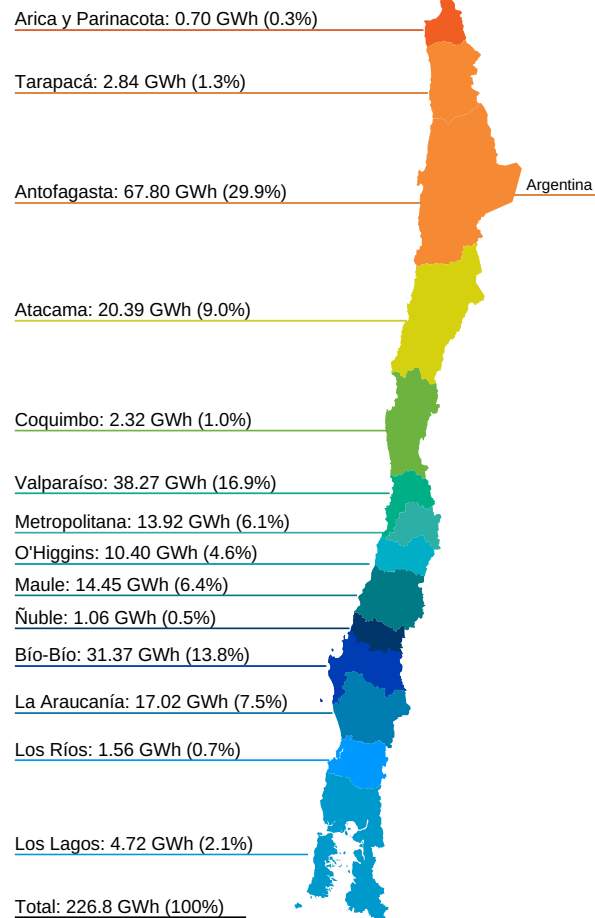 Arica y Parinacota: 0.70 GWh (0.3%)
Tarapacá: 2.84 GWh (1.3%)
Antofagasta: 67.80 GWh (29.9%)
Argentina
Atacama: 20.39 GWh (9.0%)
Coquimbo: 2.32 GWh (1.0%)
Valparaíso: 38.27 GWh (16.9%)
Metropolitana: 13.92 GWh (6.1%)
O'Higgins: 10.40 GWh (4.6%)
Maule: 14.45 GWh (6.4%)
Ñuble: 1.06 GWh (0.5%)
Bío-Bío: 31.37 GWh (13.8%)
La Araucanía: 17.02 GWh (7.5%)
Los Ríos: 1.56 GWh (0.7%)
Los Lagos: 4.72 GWh (2.1%)
Total: 226.8 GWh (100%)